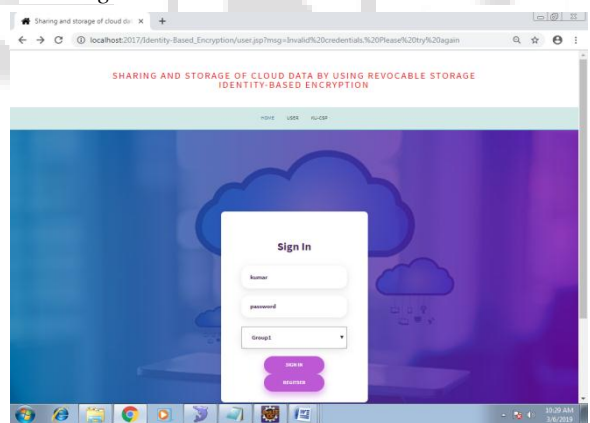 Sharing and storage of cloud da
localhost:2017/Identity-Based_Encryption/user.jsp?msg=Invalid%20credentials.%20Please%20try%20again
SHARING AND STORAGE OF CLOUD DATA BY USING REVOCABLE STORAGE
IDENTITY-BASED ENCRYPTION
HOME USER KU-CSP
Sign In
kumar
password
Group1
SIGN IN
REGISTER
10:29 AM
3/6/2019